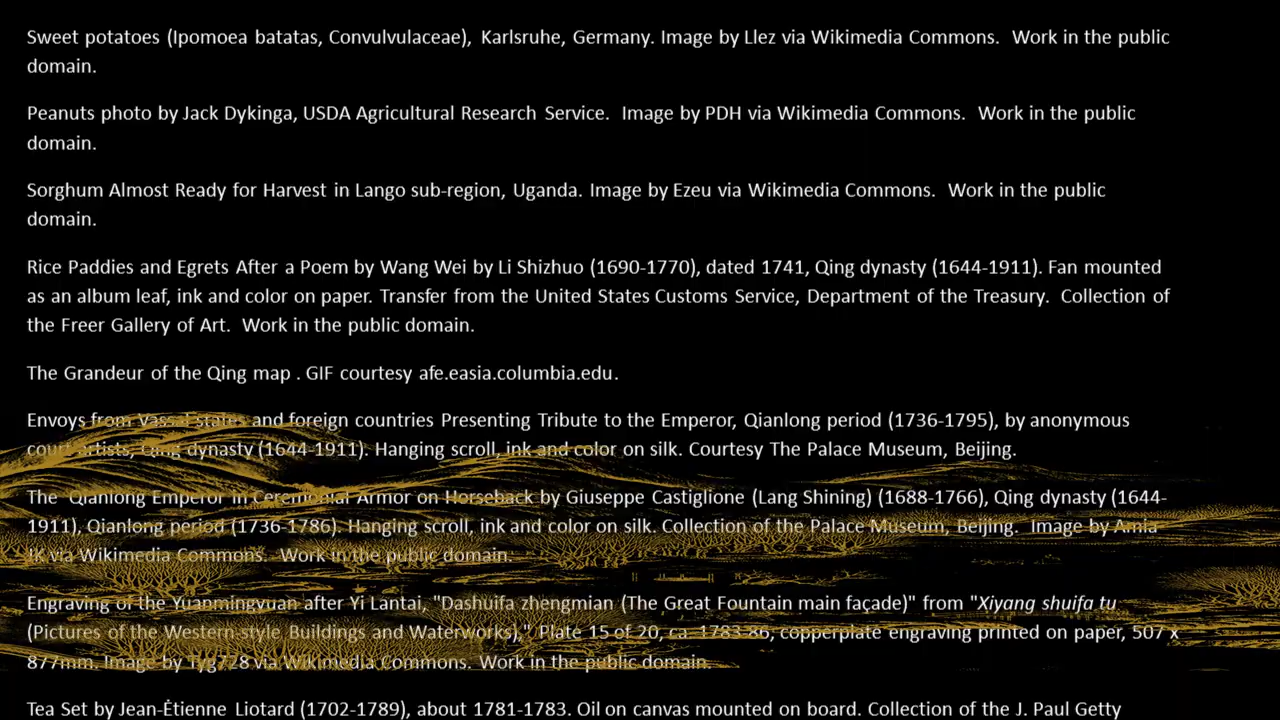 Sweet potatoes (Ipomoea batatas, Convulvulaceae), Karlsruhe, Germany. Image by Llez via Wikimedia Commons.  Work in the public
domain.
Peanuts photo by Jack Dykinga, USDA Agricultural Research Service.  Image by PDH via Wikimedia Commons.  Work in the public
domain.
Sorghum Almost Ready for Harvest in Lango sub-region, Uganda. Image by Ezeu via Wikimedia Commons.  Work in the public
domain.
Rice Paddies and Egrets After a Poem by Wang Wei by Li Shizhuo (1690-1770), dated 1741, Qing dynasty (1644-1911). Fan mounted
as an album leaf, ink and color on paper. Transfer from the United States Customs Service, Department of the Treasury.  Collection of
the Freer Gallery of Art.  Work in the public domain.
The Grandeur of the Qing map . GIF courtesy afe.easia.columbia.edu.
Envoys from Vassal states and foreign countries Presenting Tribute to the Emperor, Qianlong period (1736-1795), by anonymous
court artists, Qing dynasty (1644-1911). Hanging scroll, ink and color on silk. Courtesy The Palace Museum, Beijing.
The  Qianlong Emperor in Ceremonial Armor on Horseback by Giuseppe Castiglione (Lang Shining) (1688-1766), Qing dynasty (1644-
1911), Qianlong period (1736-1786). Hanging scroll, ink and color on silk. Collection of the Palace Museum, Beijing.  Image by
via Wikimedia Commons.  Work in the public domain.
Engraving of the Yuanmingyuan after Yi Lantai, "Dashuifa zhengmian (The Great Fountain main façade)" from "Xiyang shuifa tu
(Pictures of the Western-style Buildings and Waterworks)," Plate 15 of 20, ca. 1783-86, copperplate engraving printed on paper, 507 x
877mm. Image by Tyg728 via Wikimedia Commons. Work in the public domain.
Tea Set by Jean-Ètienne Liotard (1702-1789), about 1781-1783. Oil on canvas mounted on board. Collection of the J. Paul Getty